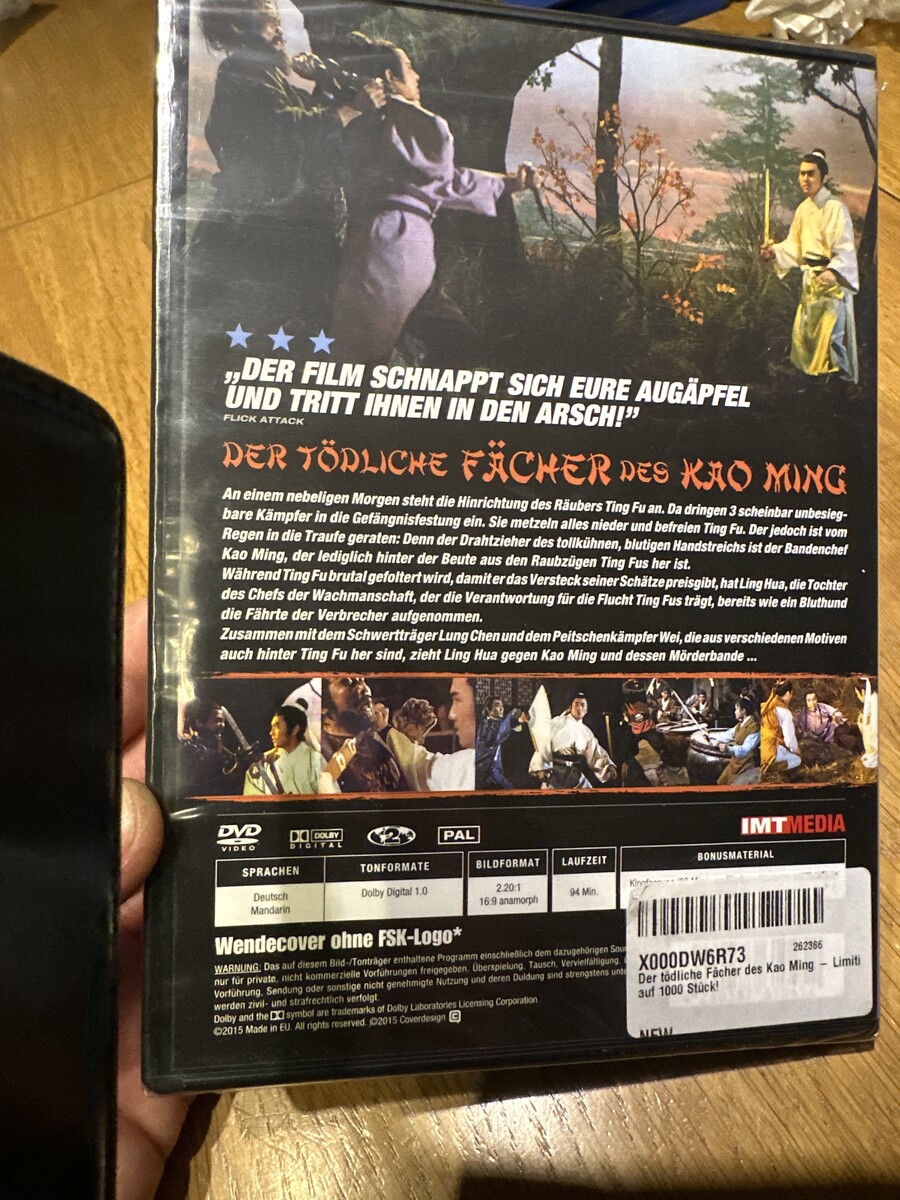 „DER FILM SCHNAPPT SICH EURE AUGÄPFEL
UND TRITT IHNEN IN DEN ARSCH!”
FLICK ATTACK
DER TÖDLICHE FÄCHER DES KAO MING
An einem nebeligen Morgen steht die Hinrichtung des Räubers Ting Fu an. Da dringen 3 scheinbar unbesieg-
bare Kämpfer in die Gefängnisfestung ein. Sie metzeln alles nieder und befreien Ting Fu. Der jedoch ist vom
Regen in die Traufe geraten: Denn der Drahtzieher des tollkühnen, blutigen Handstreichs ist der Bandenchef
Kao Ming, der lediglich hinter der Beute aus den Raubzügen Ting Fus her ist.
Während Ting Fu brutal gefoltert wird, damit er das Versteck seiner Schätze preisgibt, hat Ling Hua, die Tochter
des Chefs der Wachmannschaft, der die Verantwortung für die Flucht Ting Fus trägt, bereits wie ein Bluthund
die Fährte der Verbrecher aufgenommen.
Zusammen mit dem Schwertträger Lung Chen und dem Peitschenkämpfer Wei, die aus verschiedenen Motiven
auch hinter Ting Fu her sind, zieht Ling Hua gegen Kao Ming und dessen Mörderbande ...
DVD VIDEO
DOLBY DIGITAL
2
PAL
IMTMEDIA
SPRACHEN
Deutsch
Mandarin
TONFORMATE
Dolby Digital 1.0
BILDFORMAT
2.20:1
16:9 anamorph
LAUFZEIT
94 Min.
BONUSMATERIAL
Wendecover ohne FSK-Logo*
WARNUNG: Das auf diesem Bild-/Tonträger enthaltene Programm einschließlich dem dazugehörigen
nur für private, nicht kommerzielle Vorführungen freigegeben. Überspielung, Tausch, Vervielfältigung,
Vorführung, Sendung oder sonstige nicht genehmigte Nutzung und deren Duldung sind strengstens
werden zivil- und strafrechtlich verfolgt.
Dolby and the symbol are trademarks of Dolby Laboratories Licensing Corporation.
©2015 Made in EU. All rights reserved. ℗2015 Coverdesign
X000DW6R73
262386
Der tödliche Fächer des Kao Ming – Limiti
auf 1000 Stück!
NEW